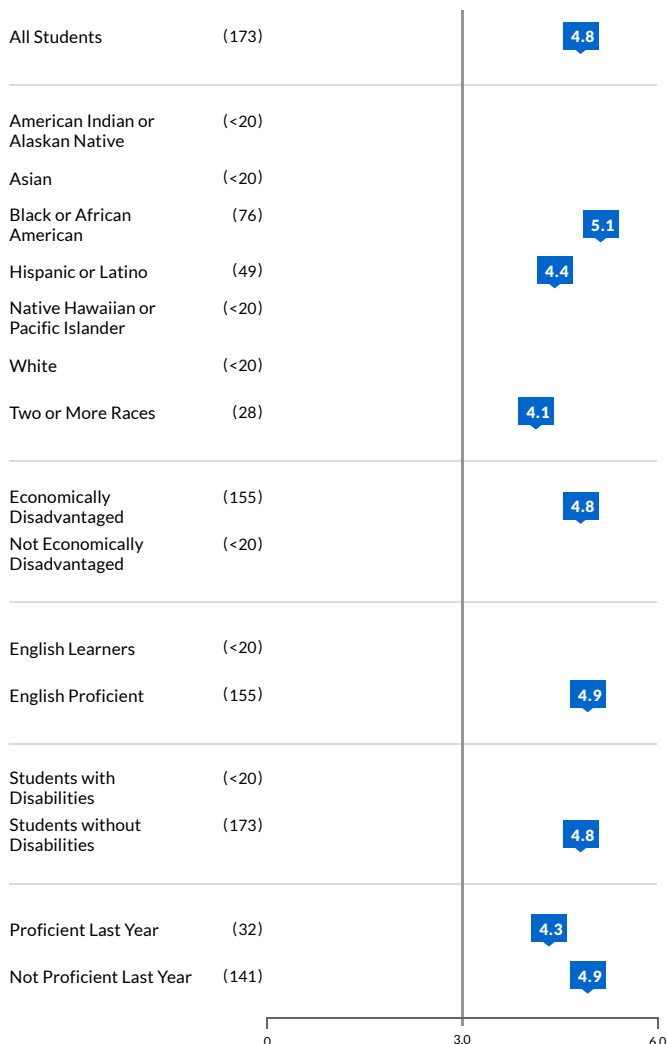 All Students (173) 4.8
American Indian or (<20)
Alaskan Native
Asian (<20)
Black or African (76) 5.1
American
Hispanic or Latino (49) 4.4
Native Hawaiian or (<20)
Pacific Islander
White (<20)
Two or More Races (28) 4.1
Economically (155) 4.8
Disadvantaged
Not Economically (<20)
Disadvantaged
English Learners (<20)
English Proficient (155) 4.9
Students with (<20)
Disabilities
Students without (173) 4.8
Disabilities
Proficient Last Year (32) 4.3
Not Proficient Last Year (141) 4.9
0 3.0 6.0